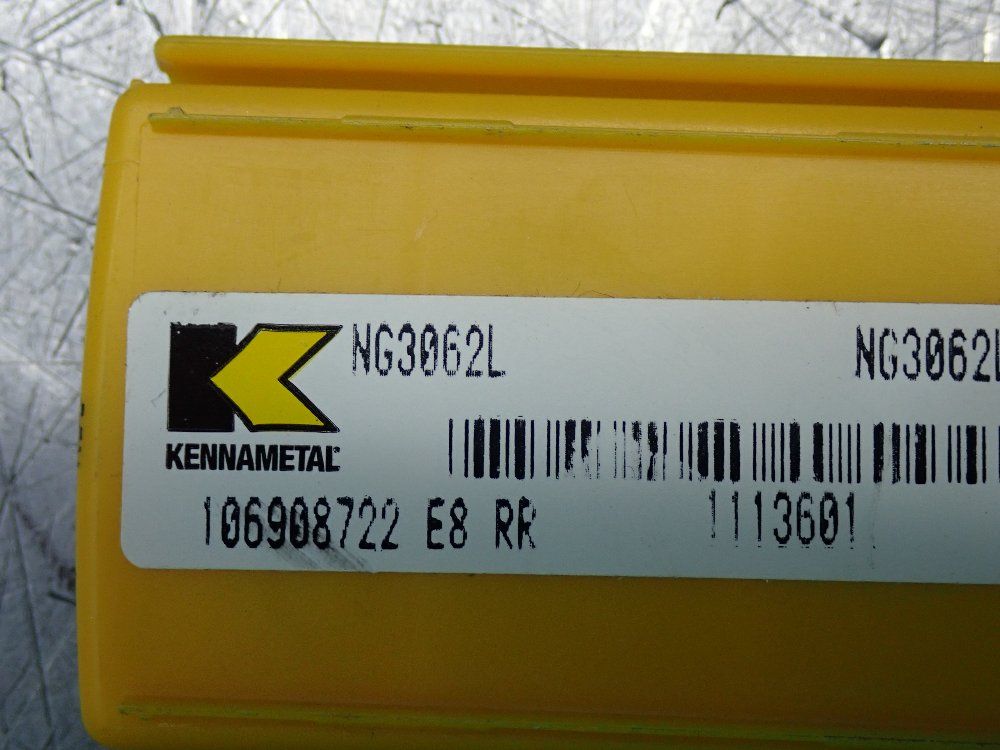 NG3062L NG3062L
KENNAMETAL
106908722 E8 RR 1113601